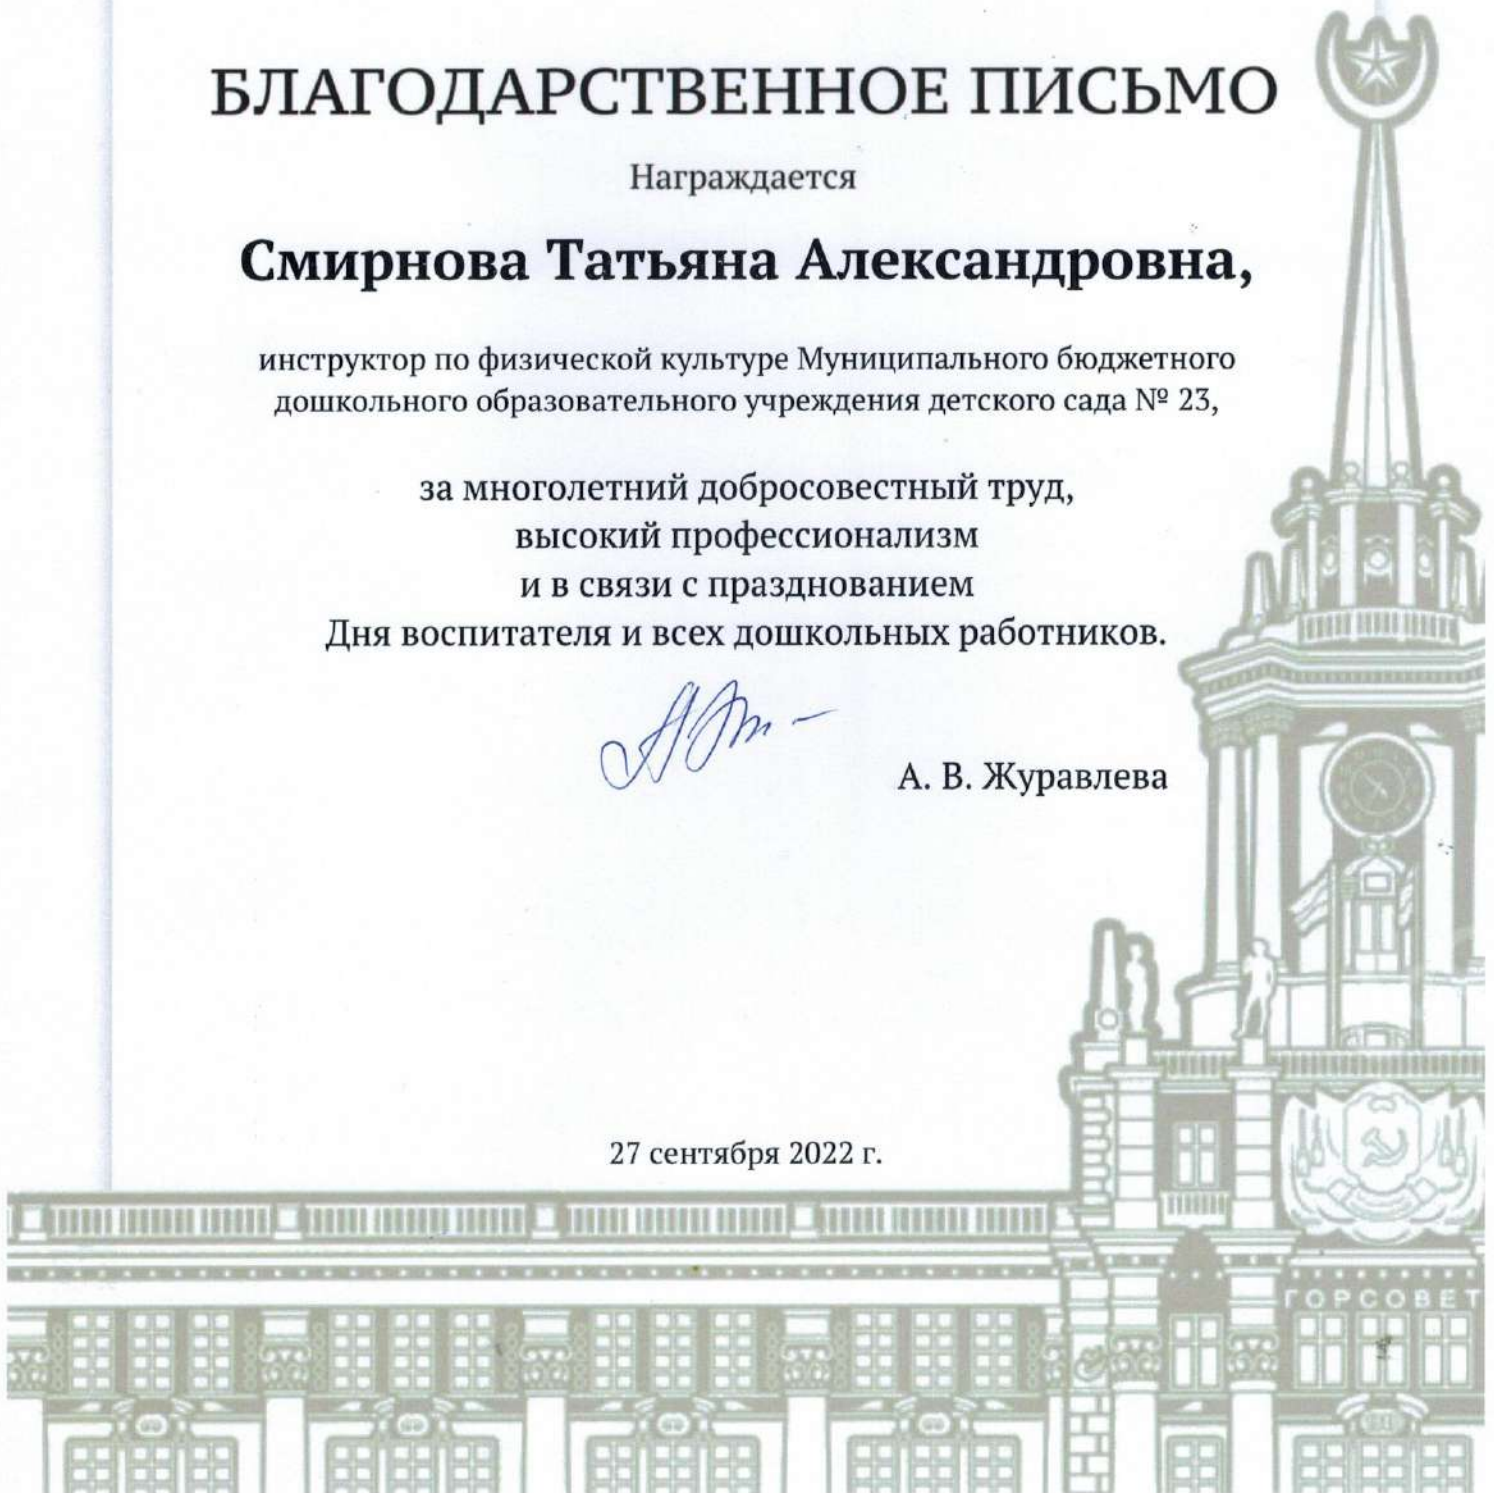 БЛАГОДАРСТВЕННОЕ ПИСЬМО
Награждается
Смирнова Татьяна Александровна,
инструктор по физической культуре Муниципального бюджетного
дошкольного образовательного учреждения детского сада № 23,
за многолетний добросовестный труд,
высокий профессионализм
и в связи с празднованием
Дня воспитателя и всех дошкольных работников.
А. В. Журавлева
27 сентября 2022 г.
ГОРСОВЕТ